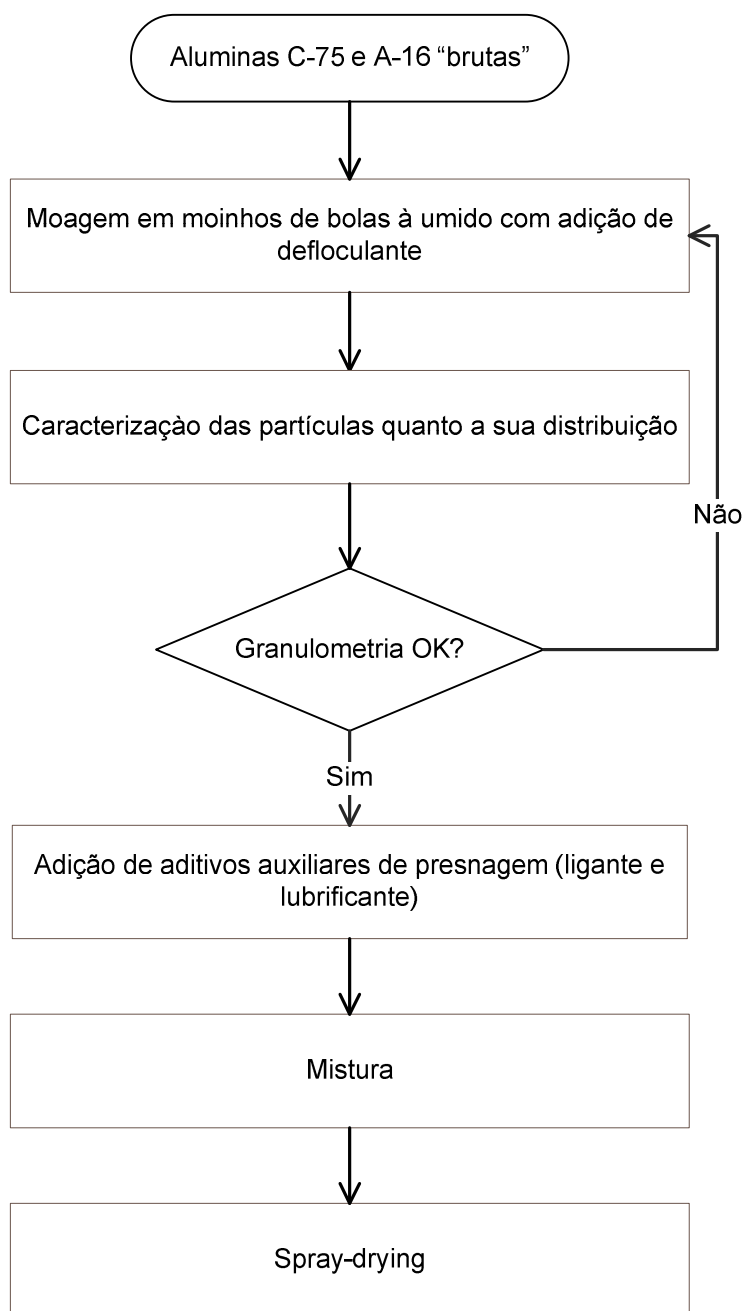 Aluminas C-75 e A-16 “brutas”
Moagem em moinhos de bolas à umido com adição de
defloculante
Caracterizaçào das partículas quanto a sua distribuição
Não
Granulometria OK?
Sim
Adição de aditivos auxiliares de presnagem (ligante e
lubrificante)
Mistura
Spray-drying